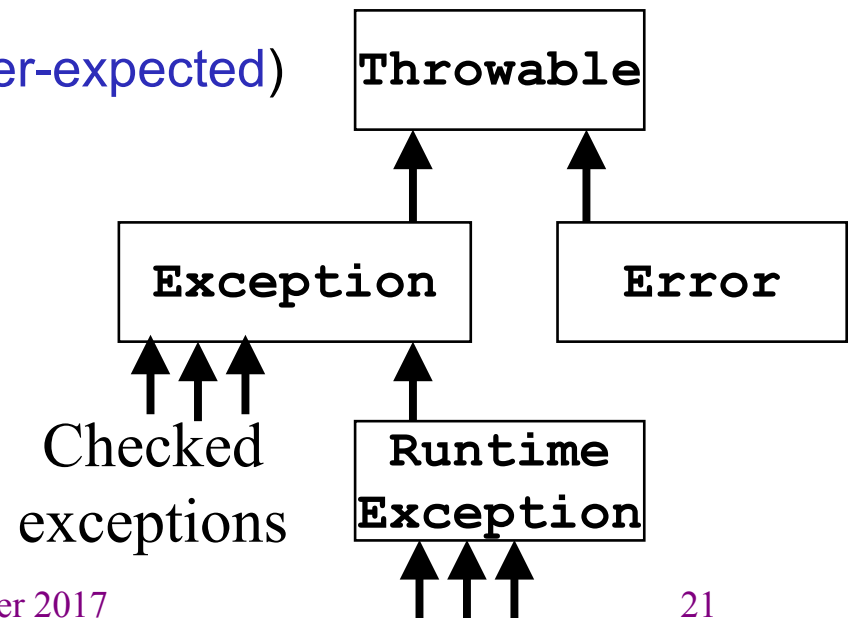 er-expected)
Throwable
Exception
Error
Checked
exceptions
Runtime
Exception
er 2017
21